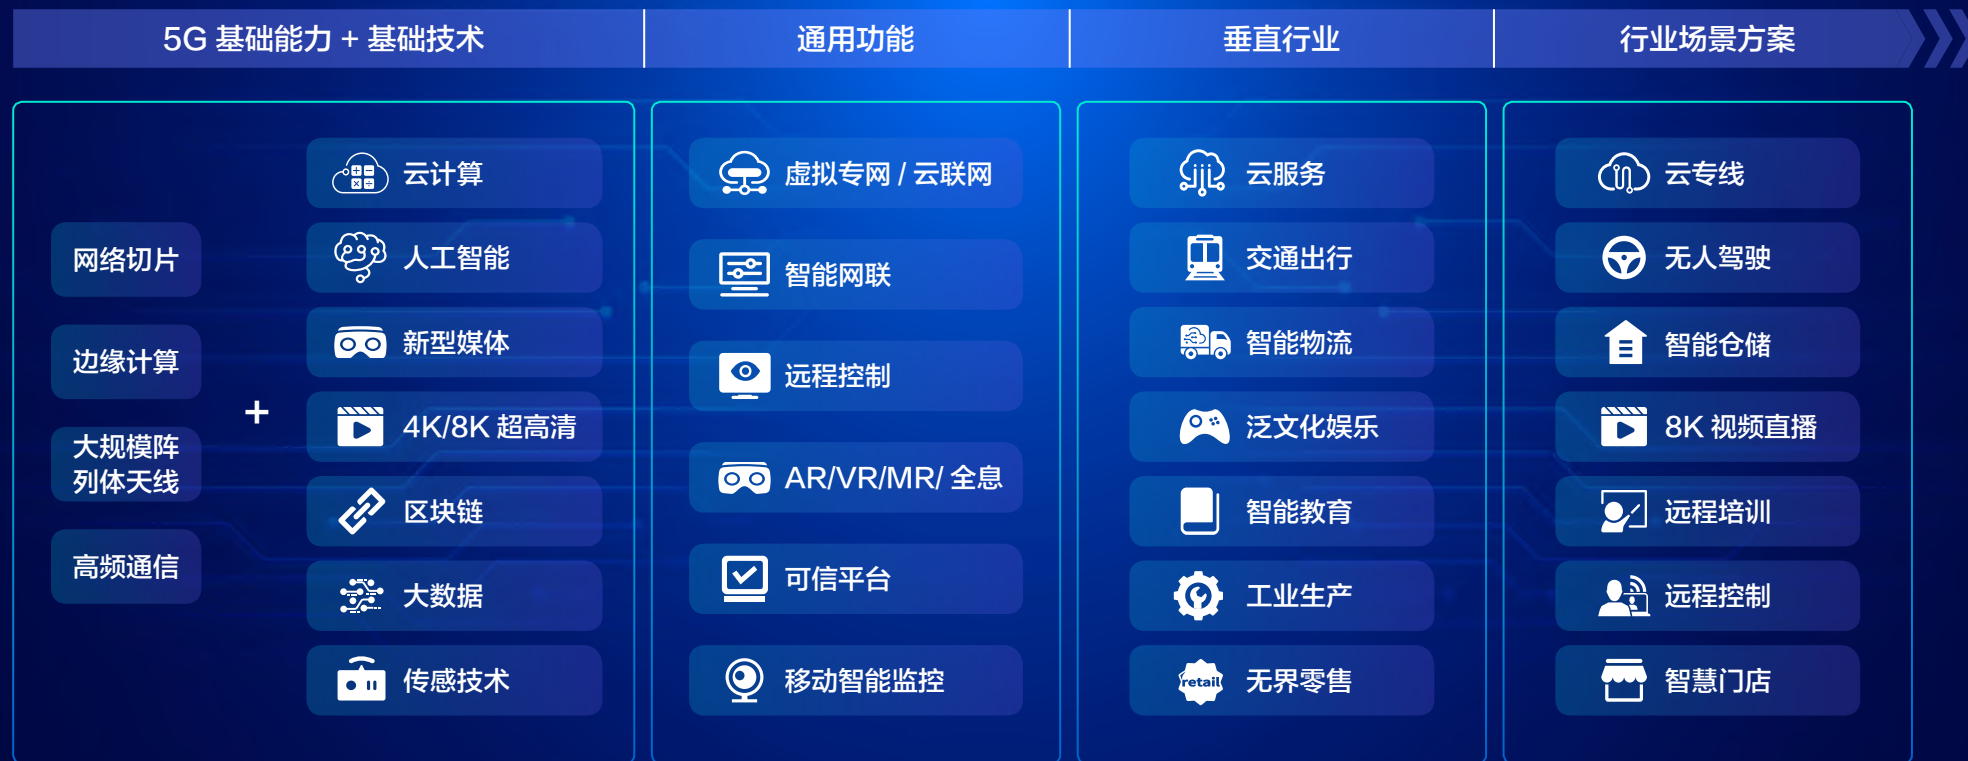 5G 基础能力 + 基础技术
通用功能
垂直行业
行业场景方案
网络切片
边缘计算
大规模阵
列体天线
高频通信
+
云计算
人工智能
新型媒体
4K/8K 超高清
区块链
大数据
传感技术
虚拟专网 / 云联网
智能网联
远程控制
AR/VR/MR/ 全息
可信平台
移动智能监控
云服务
交通出行
智能物流
泛文化娱乐
智能教育
工业生产
retail
无界零售
云专线
无人驾驶
智能仓储
8K 视频直播
远程培训
远程控制
智慧门店